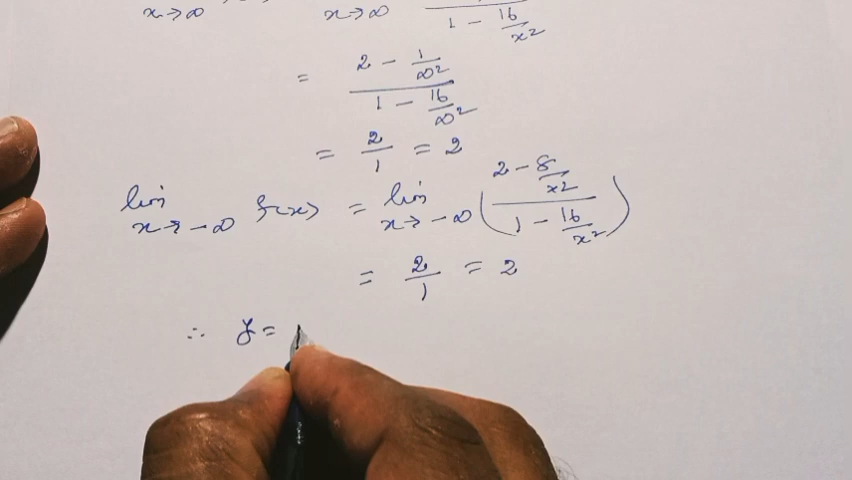 x→∞ x→∞ 1 - 16/x²
= (2 - 1/∞²)/(1 - 16/∞²)
= 2/1 = 2
lim x→-∞ f(x) = lim x→-∞ ((2 - 8/x²)/(1 - 16/x²))
= 2/1 = 2
∴ y =